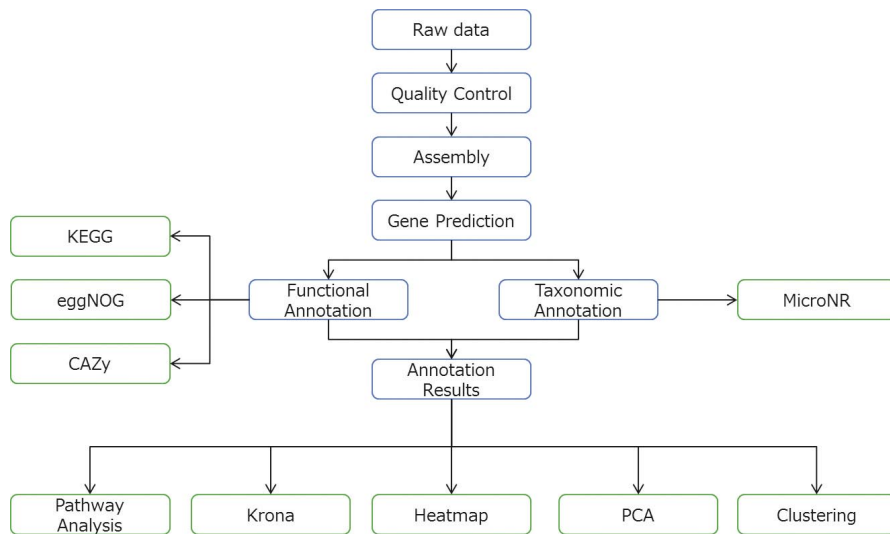 Raw data
Quality Control
Assembly
Gene Prediction
KEGG
eggNOG
CAZy
Functional
Annotation
Taxonomic
Annotation
MicroNR
Annotation
Results
Pathway
Analysis
Krona
Heatmap
PCA
Clustering